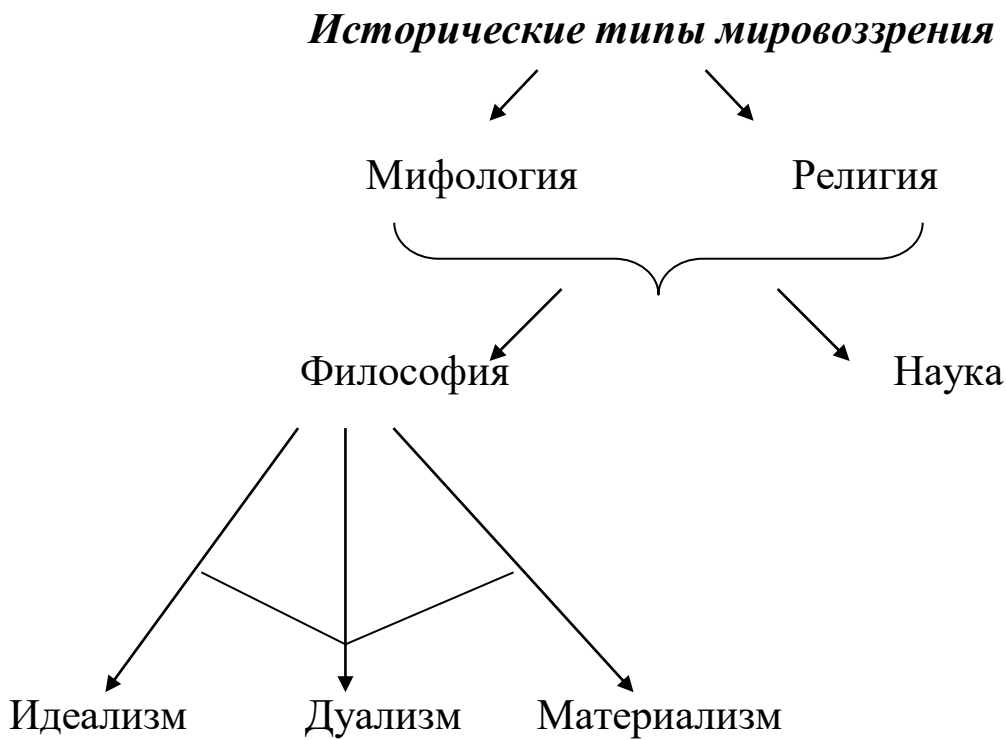 Исторические типы мировоззрения
Мифология Религия
Философия Наука
Идеализм Дуализм Материализм